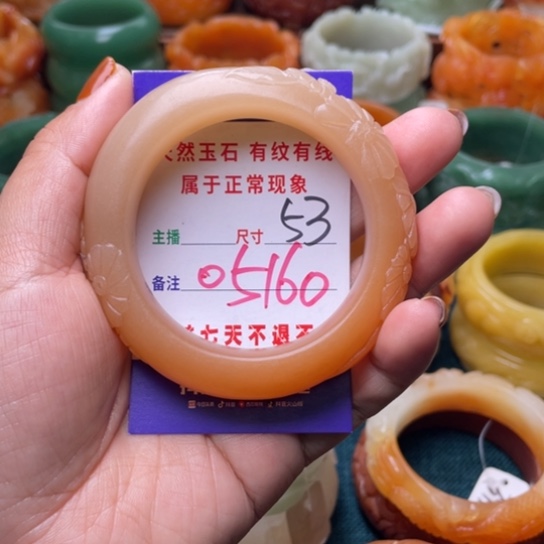 然玉石 有纹有线
属于正常现象
主播 尺寸 53
备注 05160
七天不退不